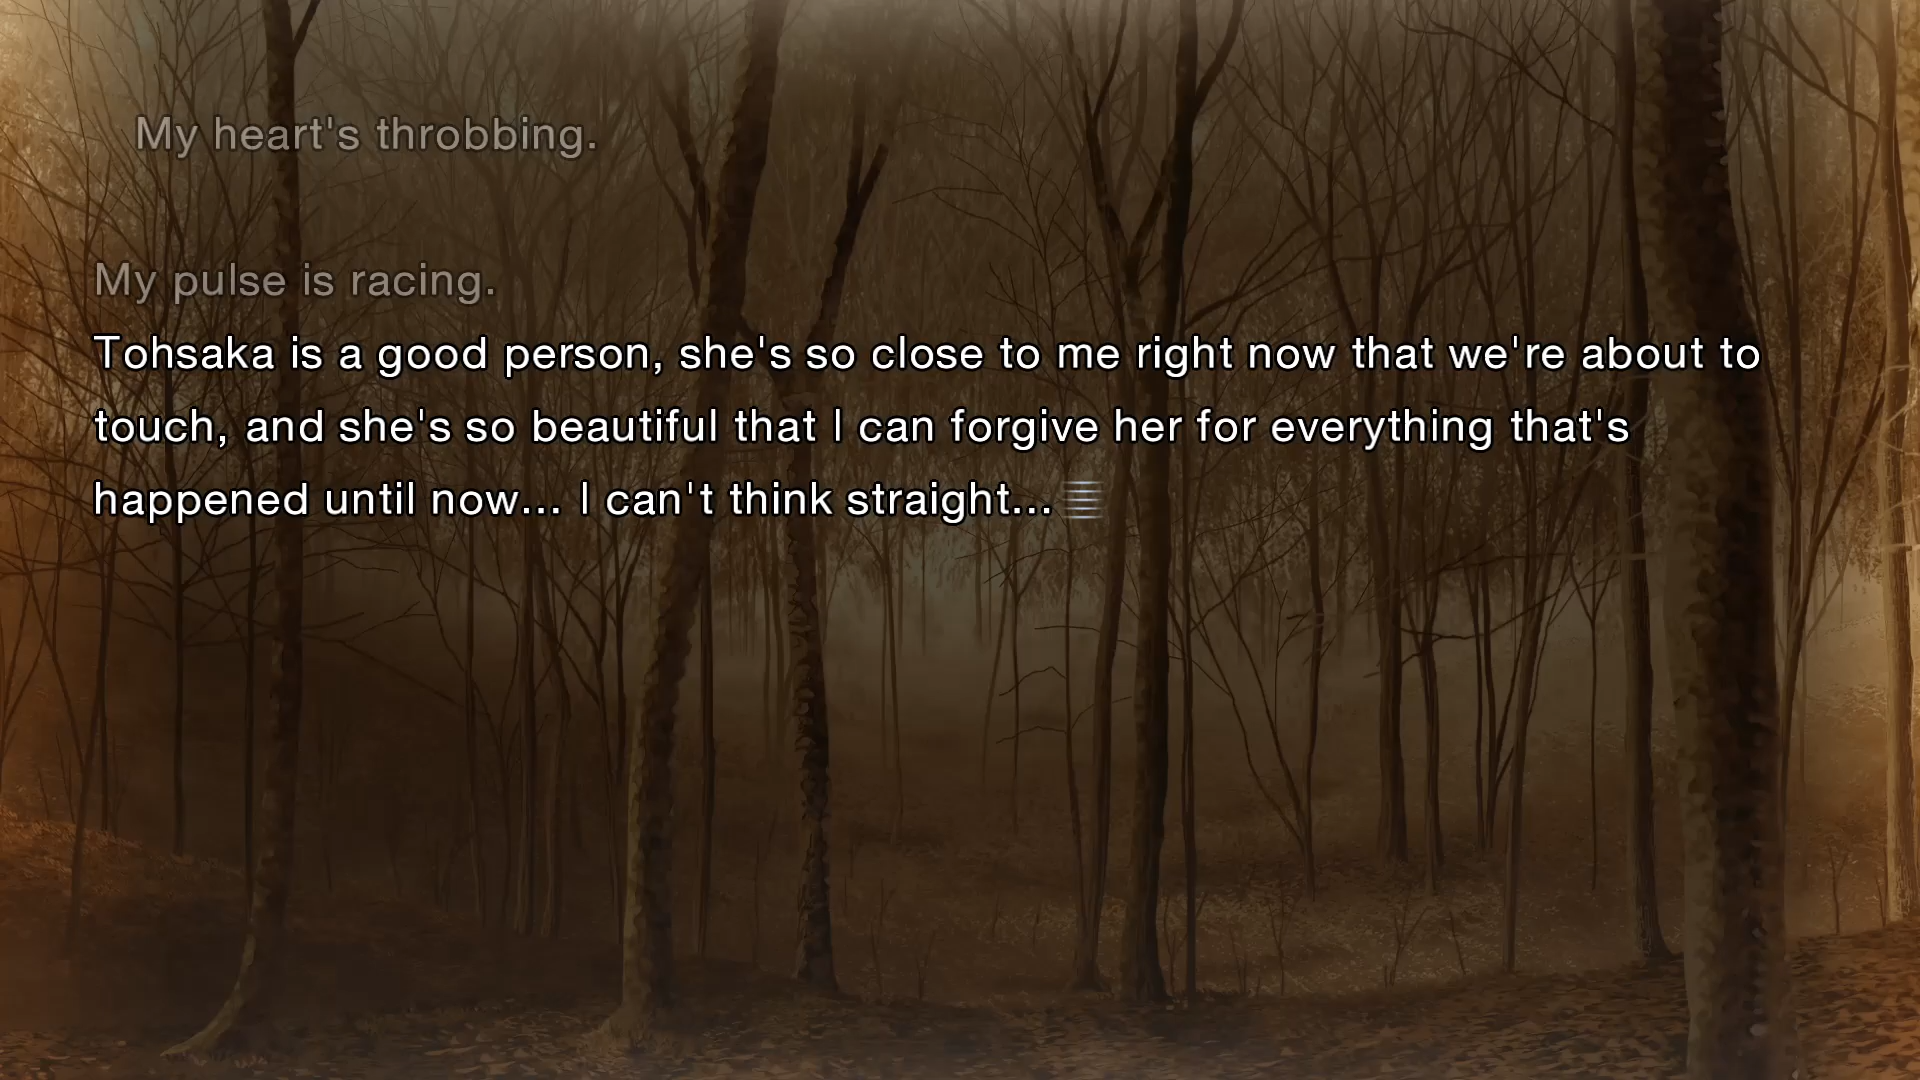 My heart's throbbing.
My pulse is racing.
Tohsaka is a good person, she's so close to me right now that we're about to
touch, and she's so beautiful that I can forgive her for everything that's
happened until now... I can't think straight...